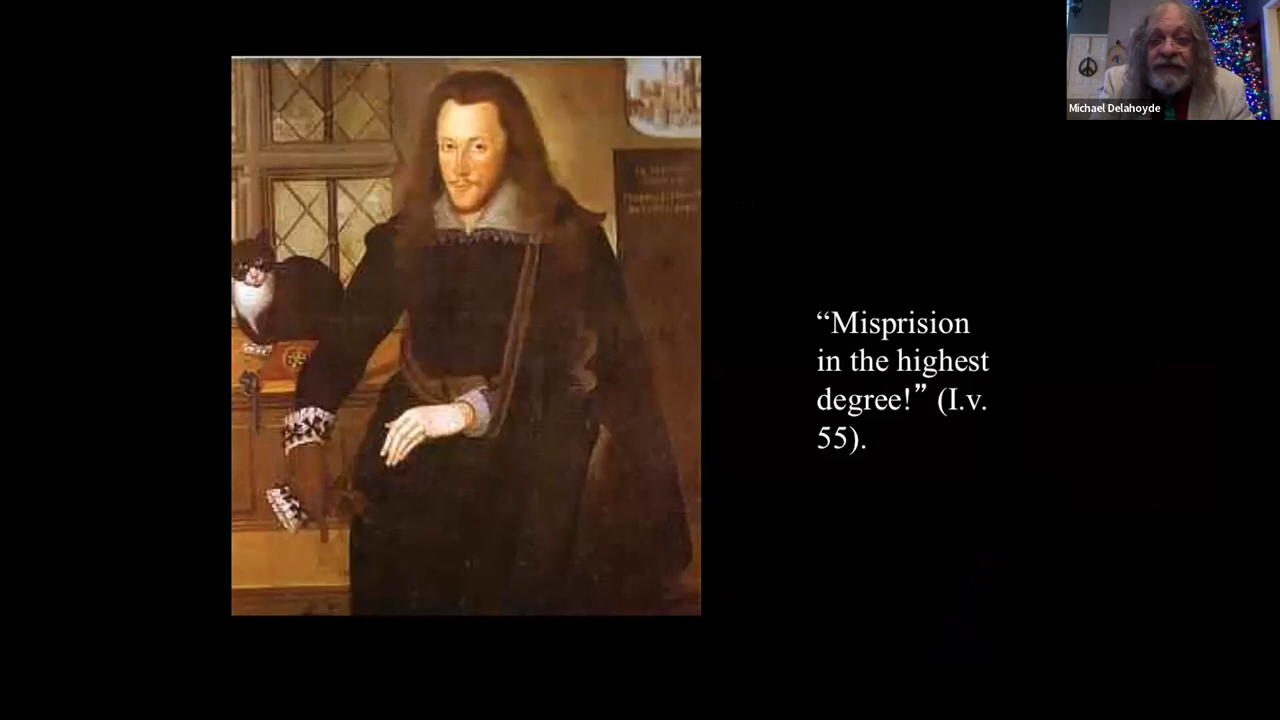 Michael Delahoyde
“Misprision
in the highest
degree!” (I.v.
55).